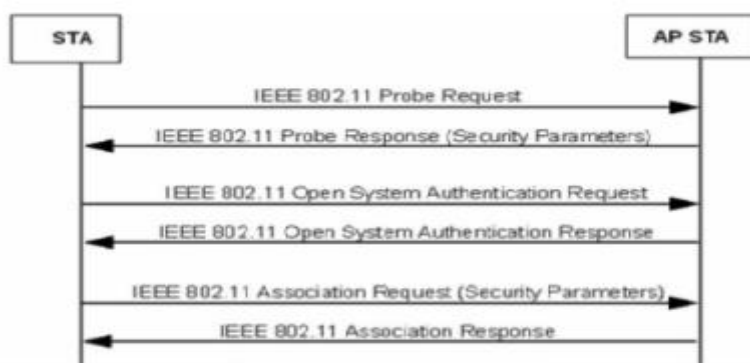 STA
AP STA
IEEE 802.11 Probe Request
IEEE 802.11 Probe Response (Security Parameters)
IEEE 802.11 Open System Authentication Request
IEEE 802.11 Open System Authentication Response
IEEE 802.11 Association Request (Security Parameters)
IEEE 802.11 Association Response